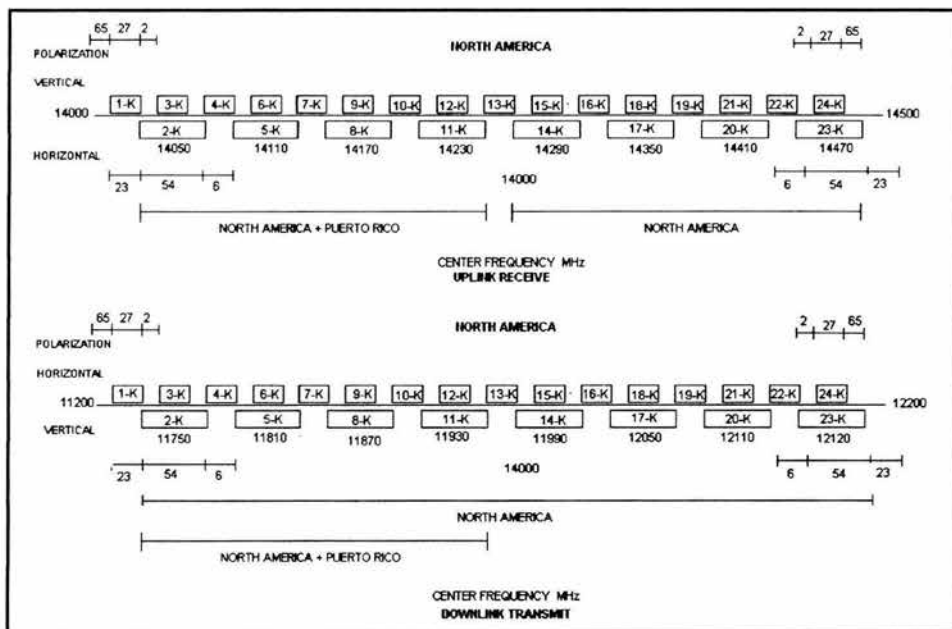 65 27 2
2 27 65
NORTH AMERICA
POLARIZATION
VERTICAL
1-K 3-K 4-K 6-K 7-K 9-K 10-K 12-K 13-K 15-K 16-K 18-K 19-K 21-K 22-K 24-K
14000 14500
2-K 5-K 8-K 11-K 14-K 17-K 20-K 23-K
14050 14110 14170 14230 14290 14350 14410 14470
HORIZONTAL
23 54 6 14000 6 54 23
NORTH AMERICA + PUERTO RICO NORTH AMERICA
CENTER FREQUENCY MHz
UPLINK RECEIVE
65 27 2
2 27 65
NORTH AMERICA
POLARIZATION
HORIZONTAL
1-K 3-K 4-K 6-K 7-K 9-K 10-K 12-K 13-K 15-K 16-K 18-K 19-K 21-K 22-K 24-K
11200 12200
2-K 5-K 8-K 11-K 14-K 17-K 20-K 23-K
VERTICAL
11750 11810 11870 11930 11990 12050 12110 12120
23 54 6 14000 6 54 23
NORTH AMERICA
NORTH AMERICA + PUERTO RICO
CENTER FREQUENCY MHz
DOWNLINK TRANSMIT